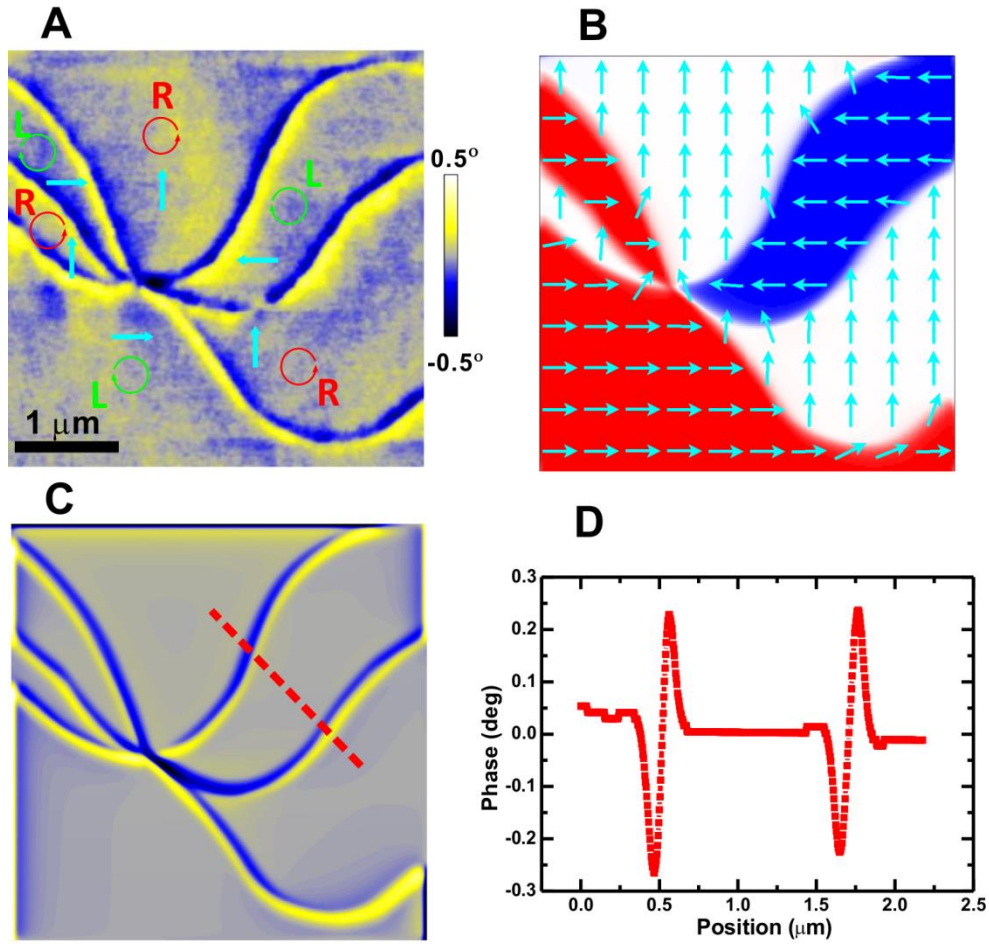 A
R
L
0.5°
L
R
-0.5°
L
R
1 μm
B
C
D
0.3
0.2
0.1
0.0
-0.1
-0.2
-0.3
Phase (deg)
0.0 0.5 1.0 1.5 2.0 2.5
Position (μm)